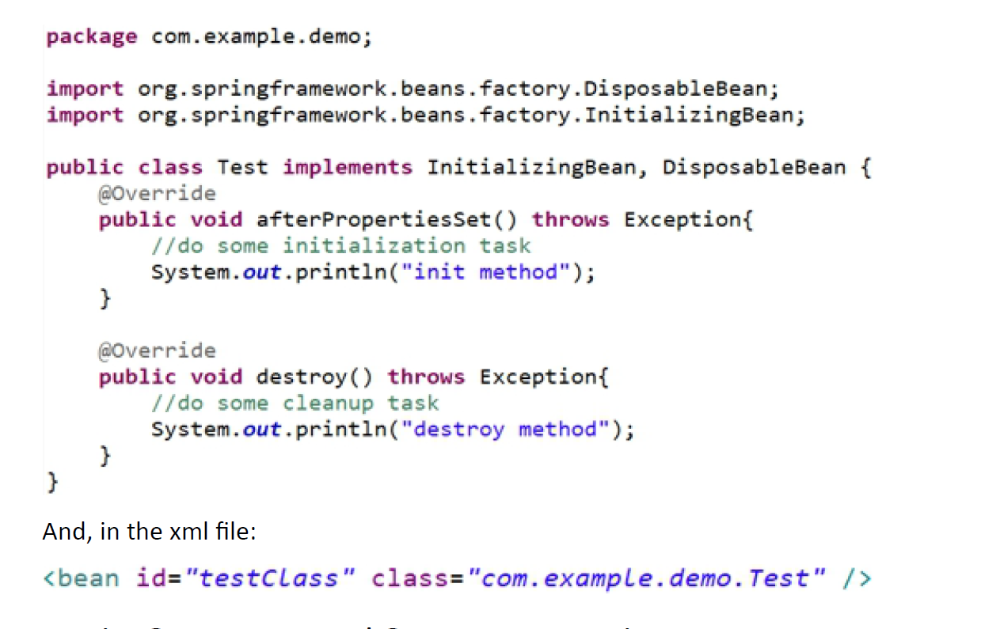 package com.example.demo;
import org.springframework.beans.factory.DisposableBean;
import org.springframework.beans.factory.InitializingBean;
public class Test implements InitializingBean, DisposableBean {
@Override
public void afterPropertiesSet() throws Exception{
//do some initialization task
System.out.println("init method");
}
@Override
public void destroy() throws Exception{
//do some cleanup task
System.out.println("destroy method");
}
}
And, in the xml file:
<bean id="testClass" class="com.example.demo.Test" />